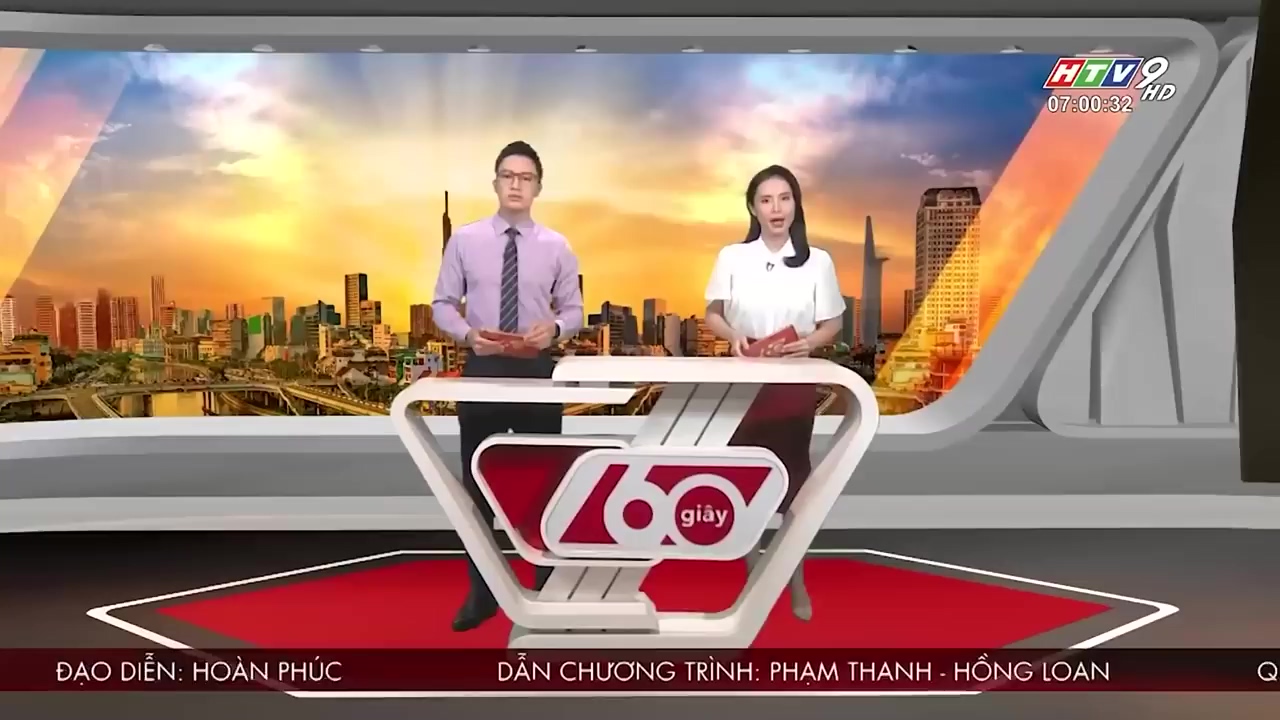 HTV9
HD
07:00:32
60 giây
ĐẠO DIỄN: HOÀN PHÚC
DẪN CHƯƠNG TRÌNH: PHẠM THANH - HỒNG LOAN
Q